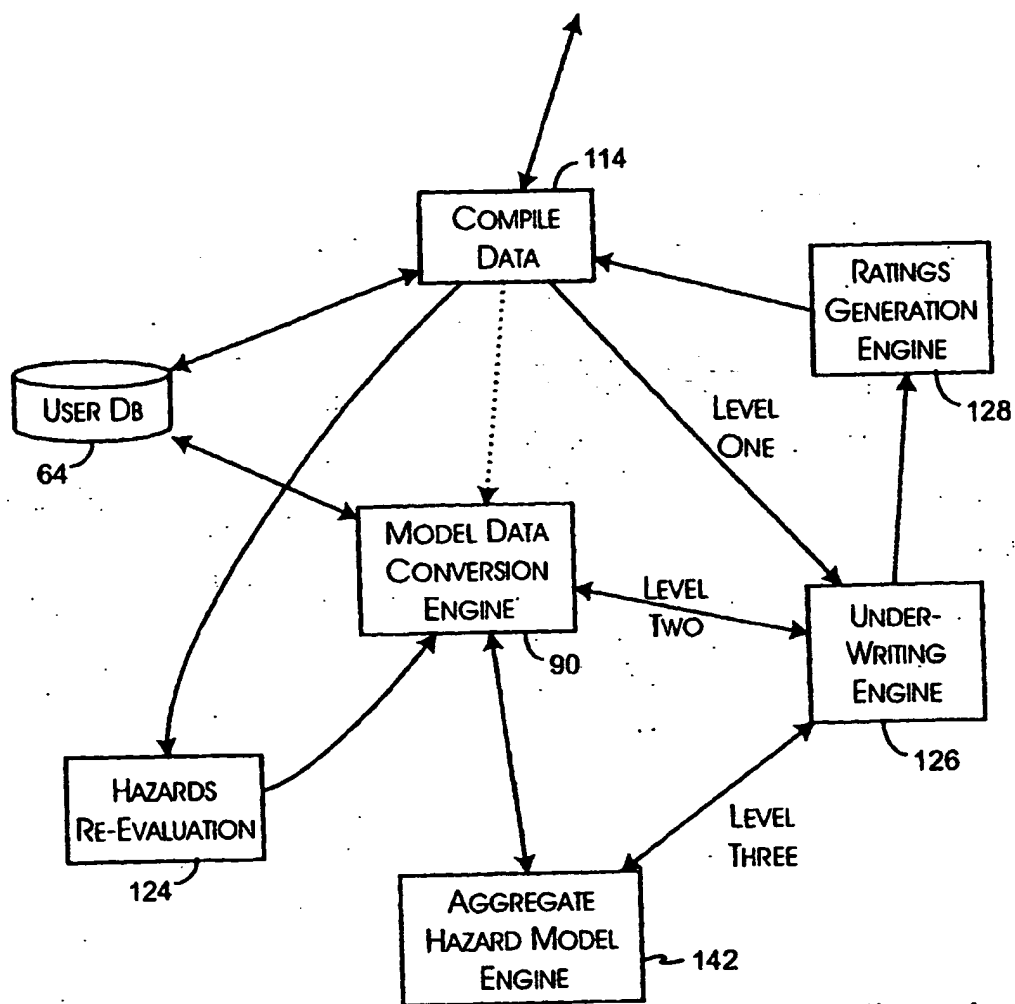 114
COMPILE
DATA
RATINGS
GENERATION
ENGINE
128
USER DB
64
LEVEL
ONE
MODEL DATA
CONVERSION
ENGINE
90
LEVEL
TWO
UNDER-
WRITING
ENGINE
126
HAZARDS
RE-EVALUATION
124
LEVEL
THREE
AGGREGATE
HAZARD MODEL
ENGINE
142